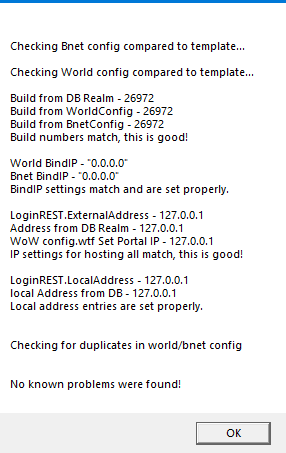 Checking Bnet config compared to template...
Checking World config compared to template...
Build from DB Realm - 26972
Build from WorldConfig - 26972
Build from BnetConfig - 26972
Build numbers match, this is good!
World BindIP - "0.0.0.0"
Bnet BindIP - "0.0.0.0"
BindIP settings match and are set properly.
LoginREST.ExternalAddress - 127.0.0.1
Address from DB Realm - 127.0.0.1
WoW config.wtf Set Portal IP - 127.0.0.1
IP settings for hosting all match, this is good!
LoginREST.LocalAddress - 127.0.0.1
local Address from DB - 127.0.0.1
Local address entries are set properly.
Checking for duplicates in world/bnet config
No known problems were found!
OK